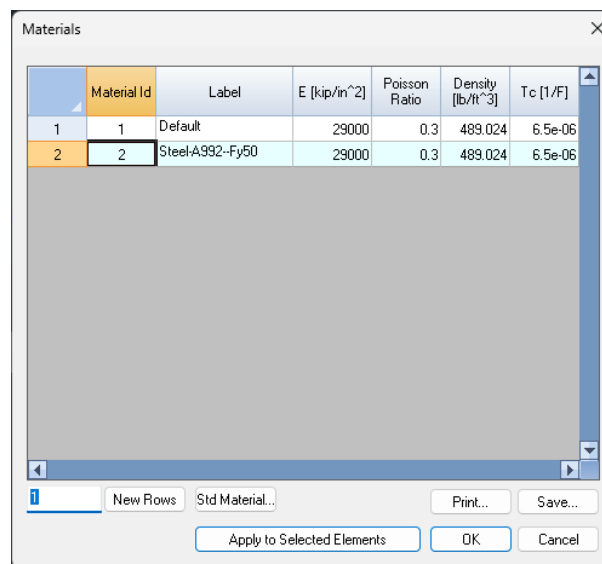 Materials
Material Id Label E [kip/in^2] Poisson Ratio Density [lb/ft^3] Tc [1/F]
1 1 Default 29000 0.3 489.024 6.5e-06
2 2 Steel-A992--Fy50 29000 0.3 489.024 6.5e-06
1 New Rows Std Material... Print... Save...
Apply to Selected Elements OK Cancel